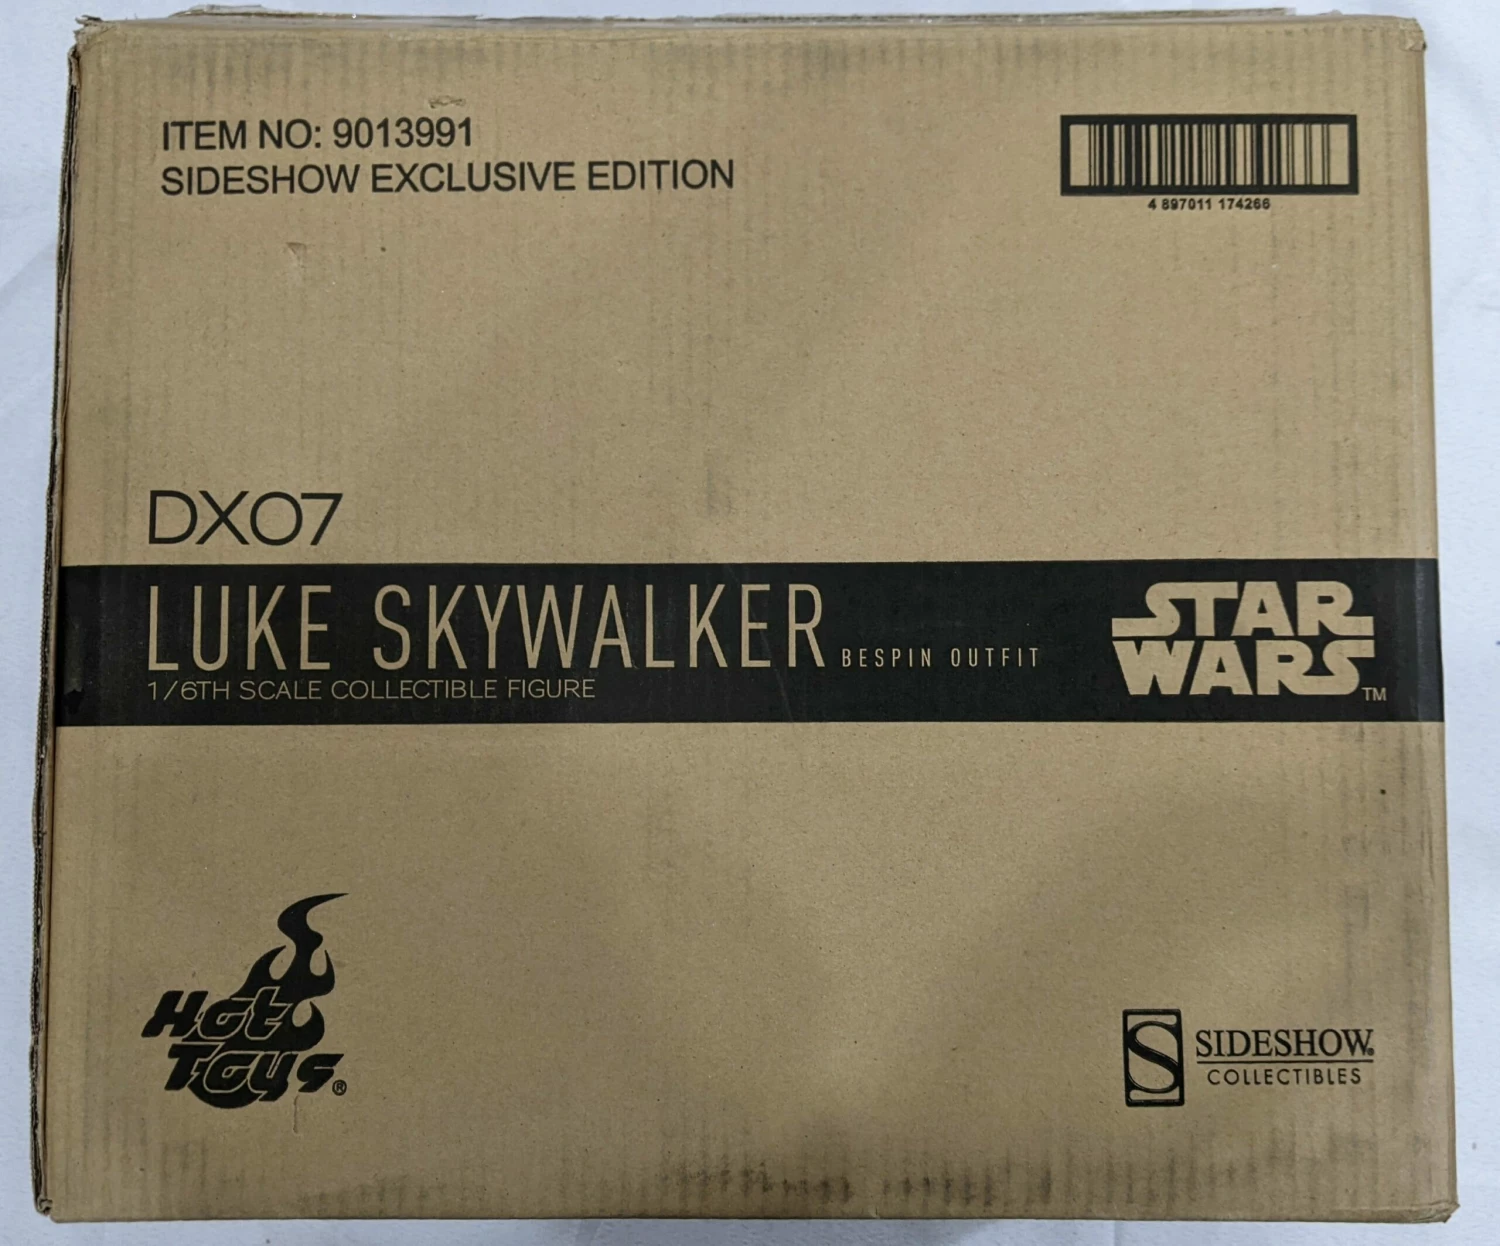 ITEM NO: 9013991
SIDESHOW EXCLUSIVE EDITION
4 897011 174266
DX07
LUKE SKYWALKER BESPIN OUTFIT
1/6TH SCALE COLLECTIBLE FIGURE
STAR
WARS TM
Hot
Toys®
S SIDESHOW®
COLLECTIBLES